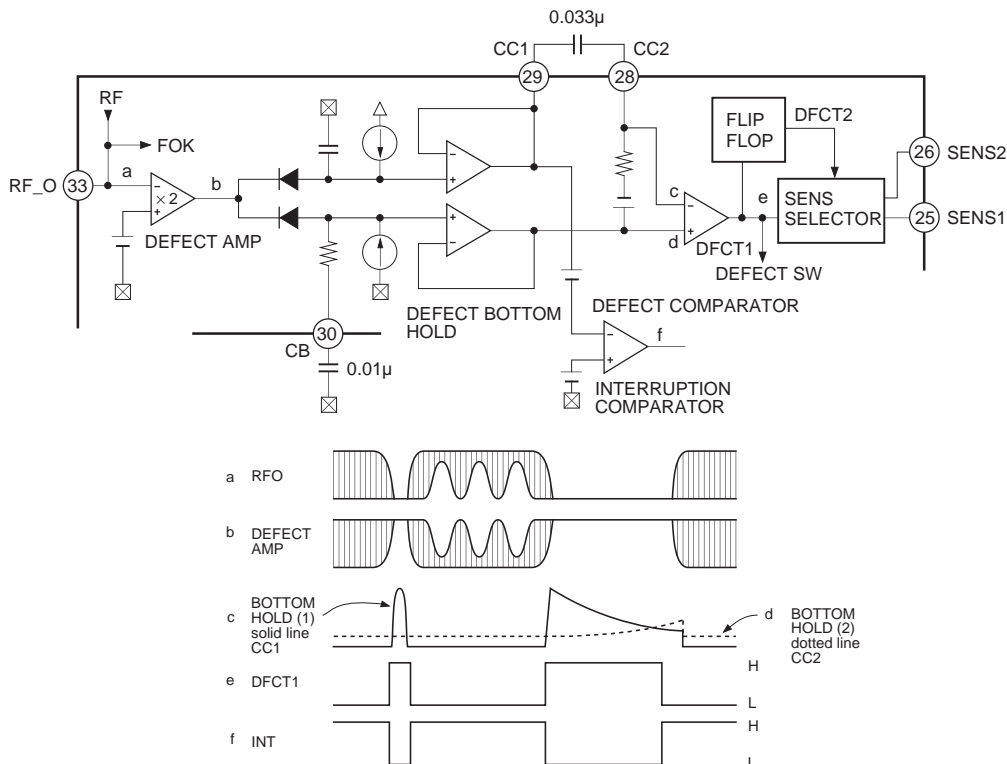 0.033µ
CC1
CC2
29
28
RF
FOK
RF_O
33
a
−
× 2
+
b
DEFECT AMP
−
+
+
−
DEFECT BOTTOM
HOLD
30
CB
0.01µ
c
−
d
+
DFCT1
DEFECT COMPARATOR
FLIP
FLOP
DFCT2
e
SENS
SELECTOR
DEFECT SW
26
SENS2
25
SENS1
−
+
f
INTERRUPTION
COMPARATOR
a RFO
b DEFECT
AMP
c BOTTOM
HOLD (1)
solid line
CC1
d BOTTOM
HOLD (2)
dotted line
CC2
e DFCT1
H
L
f INT
H
L